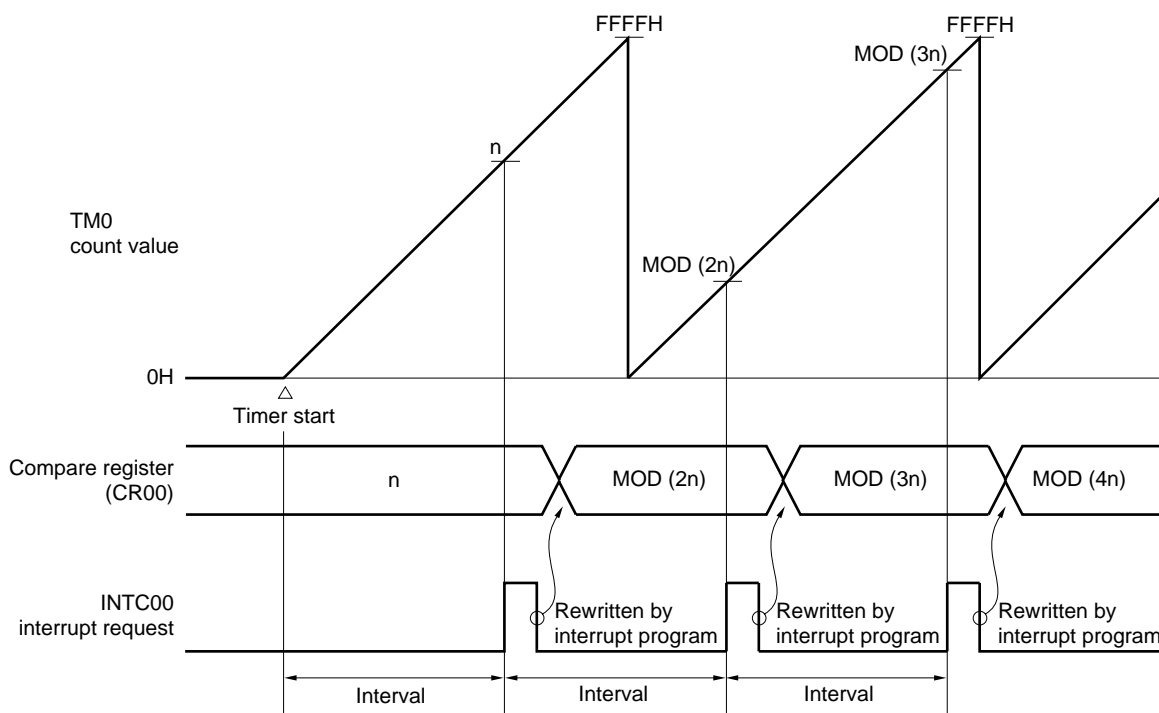 FFFFH
FFFFH
MOD (3n)
n
TM0
count value
MOD (2n)
0H
Timer start
Compare register
(CR00)
n
MOD (2n)
MOD (3n)
MOD (4n)
INTC00
interrupt request
Rewritten by
interrupt program
Rewritten by
interrupt program
Rewritten by
interrupt program
Interval
Interval
Interval